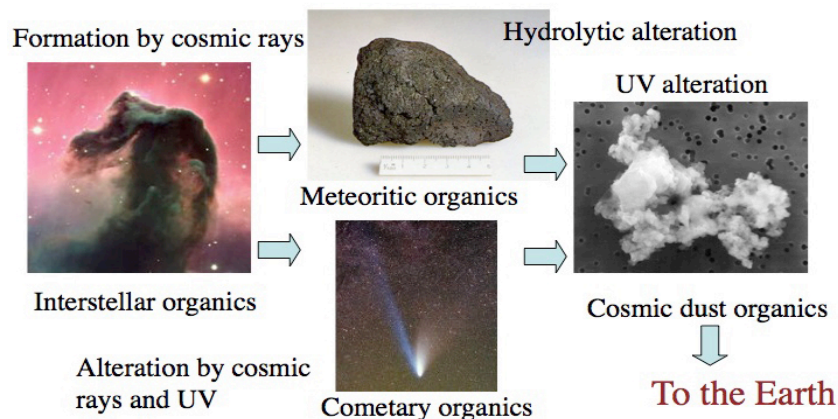 Formation by cosmic rays
Hydrolytic alteration
UV alteration
Meteoritic organics
Interstellar organics
Cosmic dust organics
Alteration by cosmic
rays and UV
Cometary organics
To the Earth